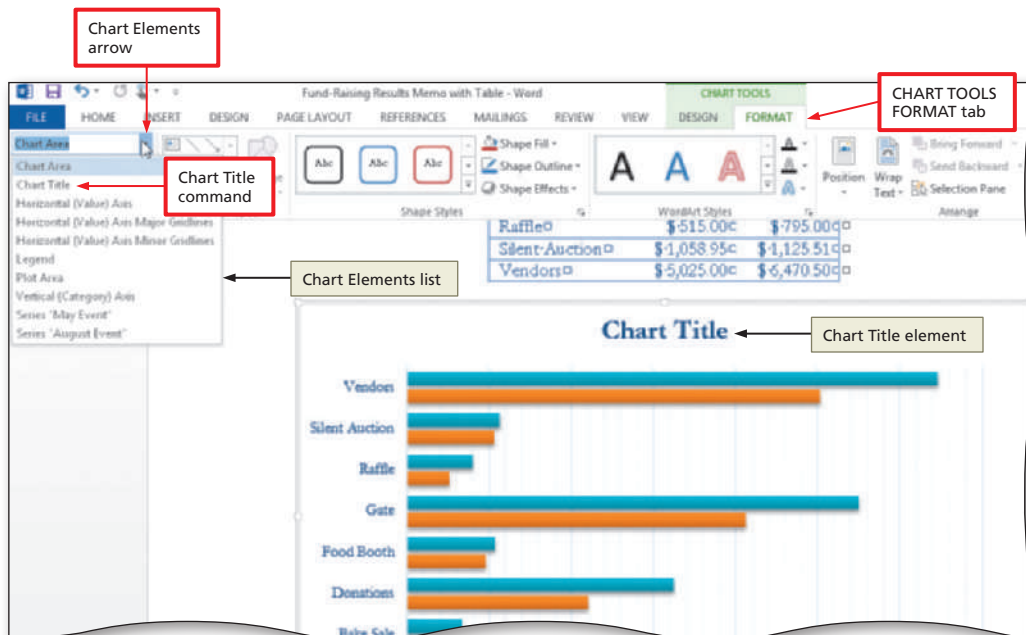 Chart Elements
arrow
Fund-Raising Results Memo with Table - Word
CHART TOOLS
FILE HOME INSERT DESIGN PAGE LAYOUT REFERENCES MAILINGS REVIEW VIEW DESIGN FORMAT
CHART TOOLS
FORMAT tab
Chart Area
Chart Area
Chart Title
Horizontal (Value) Axis
Horizontal (Value) Axis Major Gridlines
Horizontal (Value) Axis Minor Gridlines
Legend
Plot Area
Vertical (Category) Axis
Series "May Event"
Series "August Event"
Chart Title
command
Chart Elements list
Abc Abc Abc
Shape Fill
Shape Outline
Shape Effects
Shape Styles
A A A
A
A
A
WordArt Styles
Position
Wrap
Text
Bring Forward
Send Backward
Selection Pane
Arrange
Raffle¤ $·515.00¤ $·795.00¤
Silent·Auction¤ $·1,058.95¤ $·1,125.51¤
Vendors¤ $·5,025.00¤ $·6,470.50¤
Chart Title
Chart Title element
Vendors
Silent Auction
Raffle
Gate
Food Booth
Donations
Bake Sale